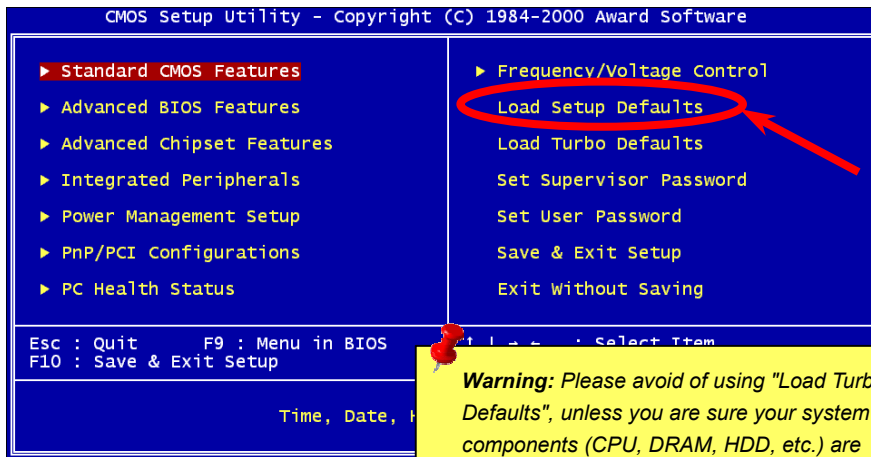 CMOS Setup Utility - Copyright (C) 1984-2000 Award Software
▶ Standard CMOS Features
▶ Advanced BIOS Features
▶ Advanced Chipset Features
▶ Integrated Peripherals
▶ Power Management Setup
▶ PnP/PCI Configurations
▶ PC Health Status
▶ Frequency/Voltage Control
Load Setup Defaults
Load Turbo Defaults
Set Supervisor Password
Set User Password
Save & Exit Setup
Exit Without Saving
Esc : Quit F9 : Menu in BIOS ↑ ↓ → ← : Select Item
F10 : Save & Exit Setup
Time, Date,
Warning: Please avoid of using "Load Turb
Defaults", unless you are sure your system
components (CPU, DRAM, HDD, etc.) are